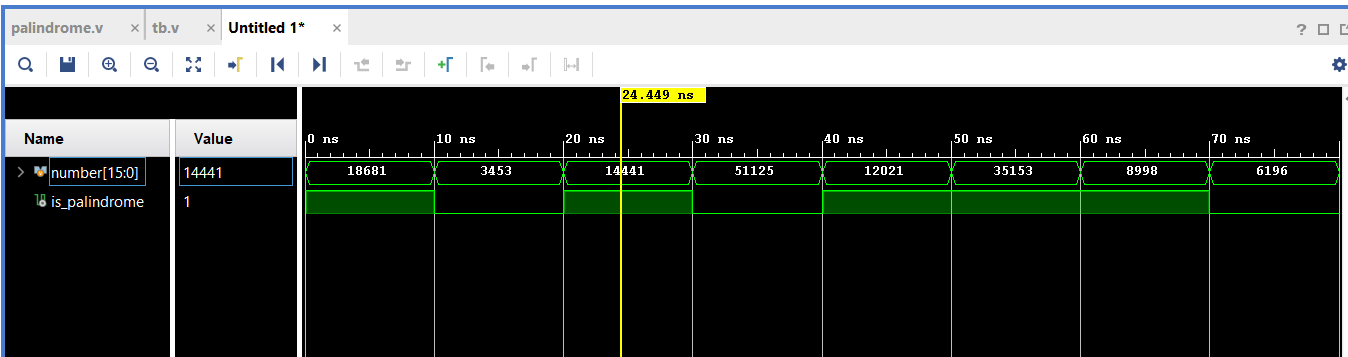 palindrome.v × tb.v × Untitled 1* ×
?
24.449 ns
Name Value
0 ns 10 ns 20 ns 30 ns 40 ns 50 ns 60 ns 70 ns
number[15:0] 14441 18681 3453 14441 51125 12021 35153 8998 6196
is_palindrome 1